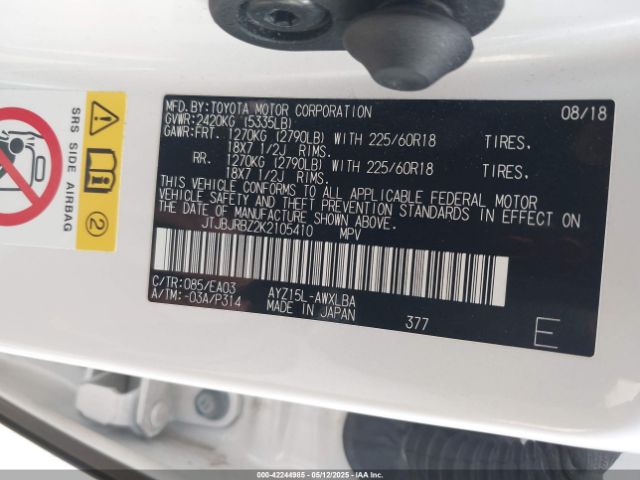 MFD. BY: TOYOTA MOTOR CORPORATION 08/18
GVWR: 2420KG (5335LB)
GAWR: FRT. 1270KG (2790LB) WITH 225/60R18 TIRES.
18X7 1/2J RIMS.
RR. 1270KG (2790LB) WITH 225/60R18 TIRES.
18X7 1/2J RIMS.
THIS VEHICLE CONFORMS TO ALL APPLICABLE FEDERAL MOTOR
VEHICLE SAFETY AND THEFT PREVENTION STANDARDS IN EFFECT ON
THE DATE OF MANUFACTURE SHOWN ABOVE.
JTJBJRBZ2K2105410 MPV
C/TR: 085/EA03 AYZ15L-AWXLBA
A/TM: -03A/P314 MADE IN JAPAN 377 E
SRS SIDE AIRBAG
2
000-42244985 - 05/12/2025 - IAA Inc.